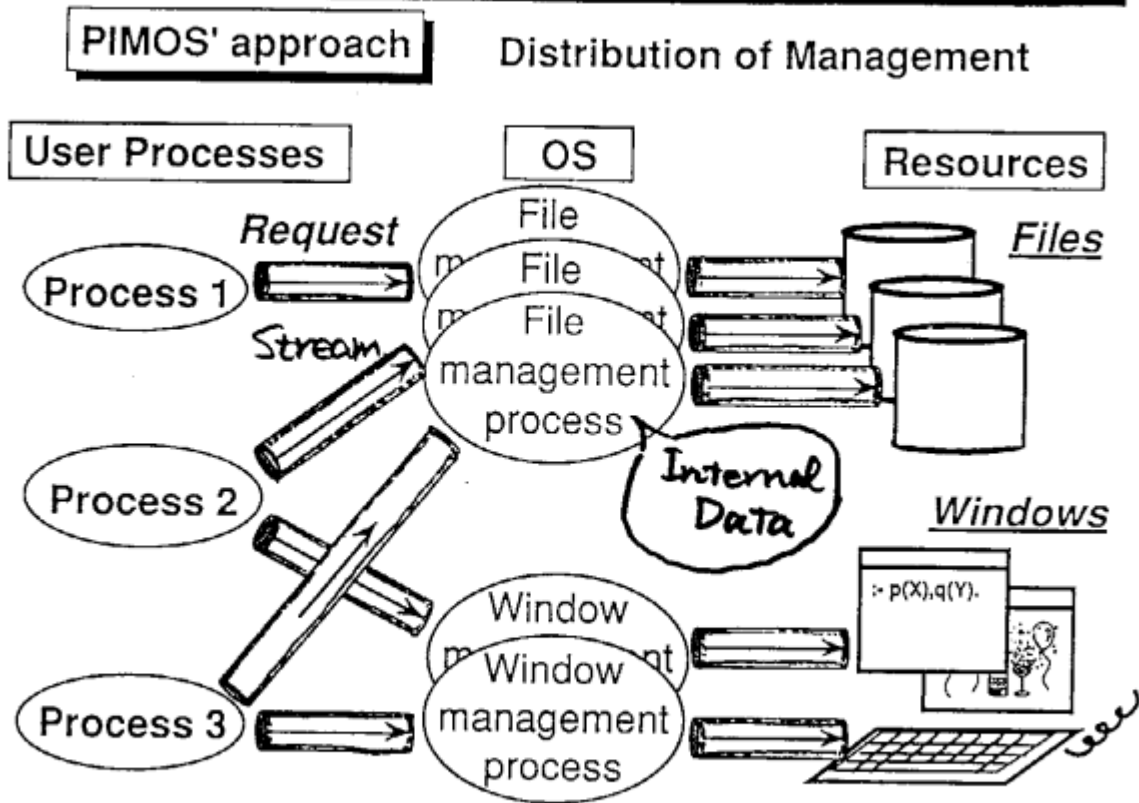 PIMOS' approach
Distribution of Management
User Processes
OS
Resources
Request
File
Files
Process 1
File
Stream
File
management
process
Process 2
Internal
Data
Windows
:- p(X),q(Y).
Window
Process 3
Window
management
process